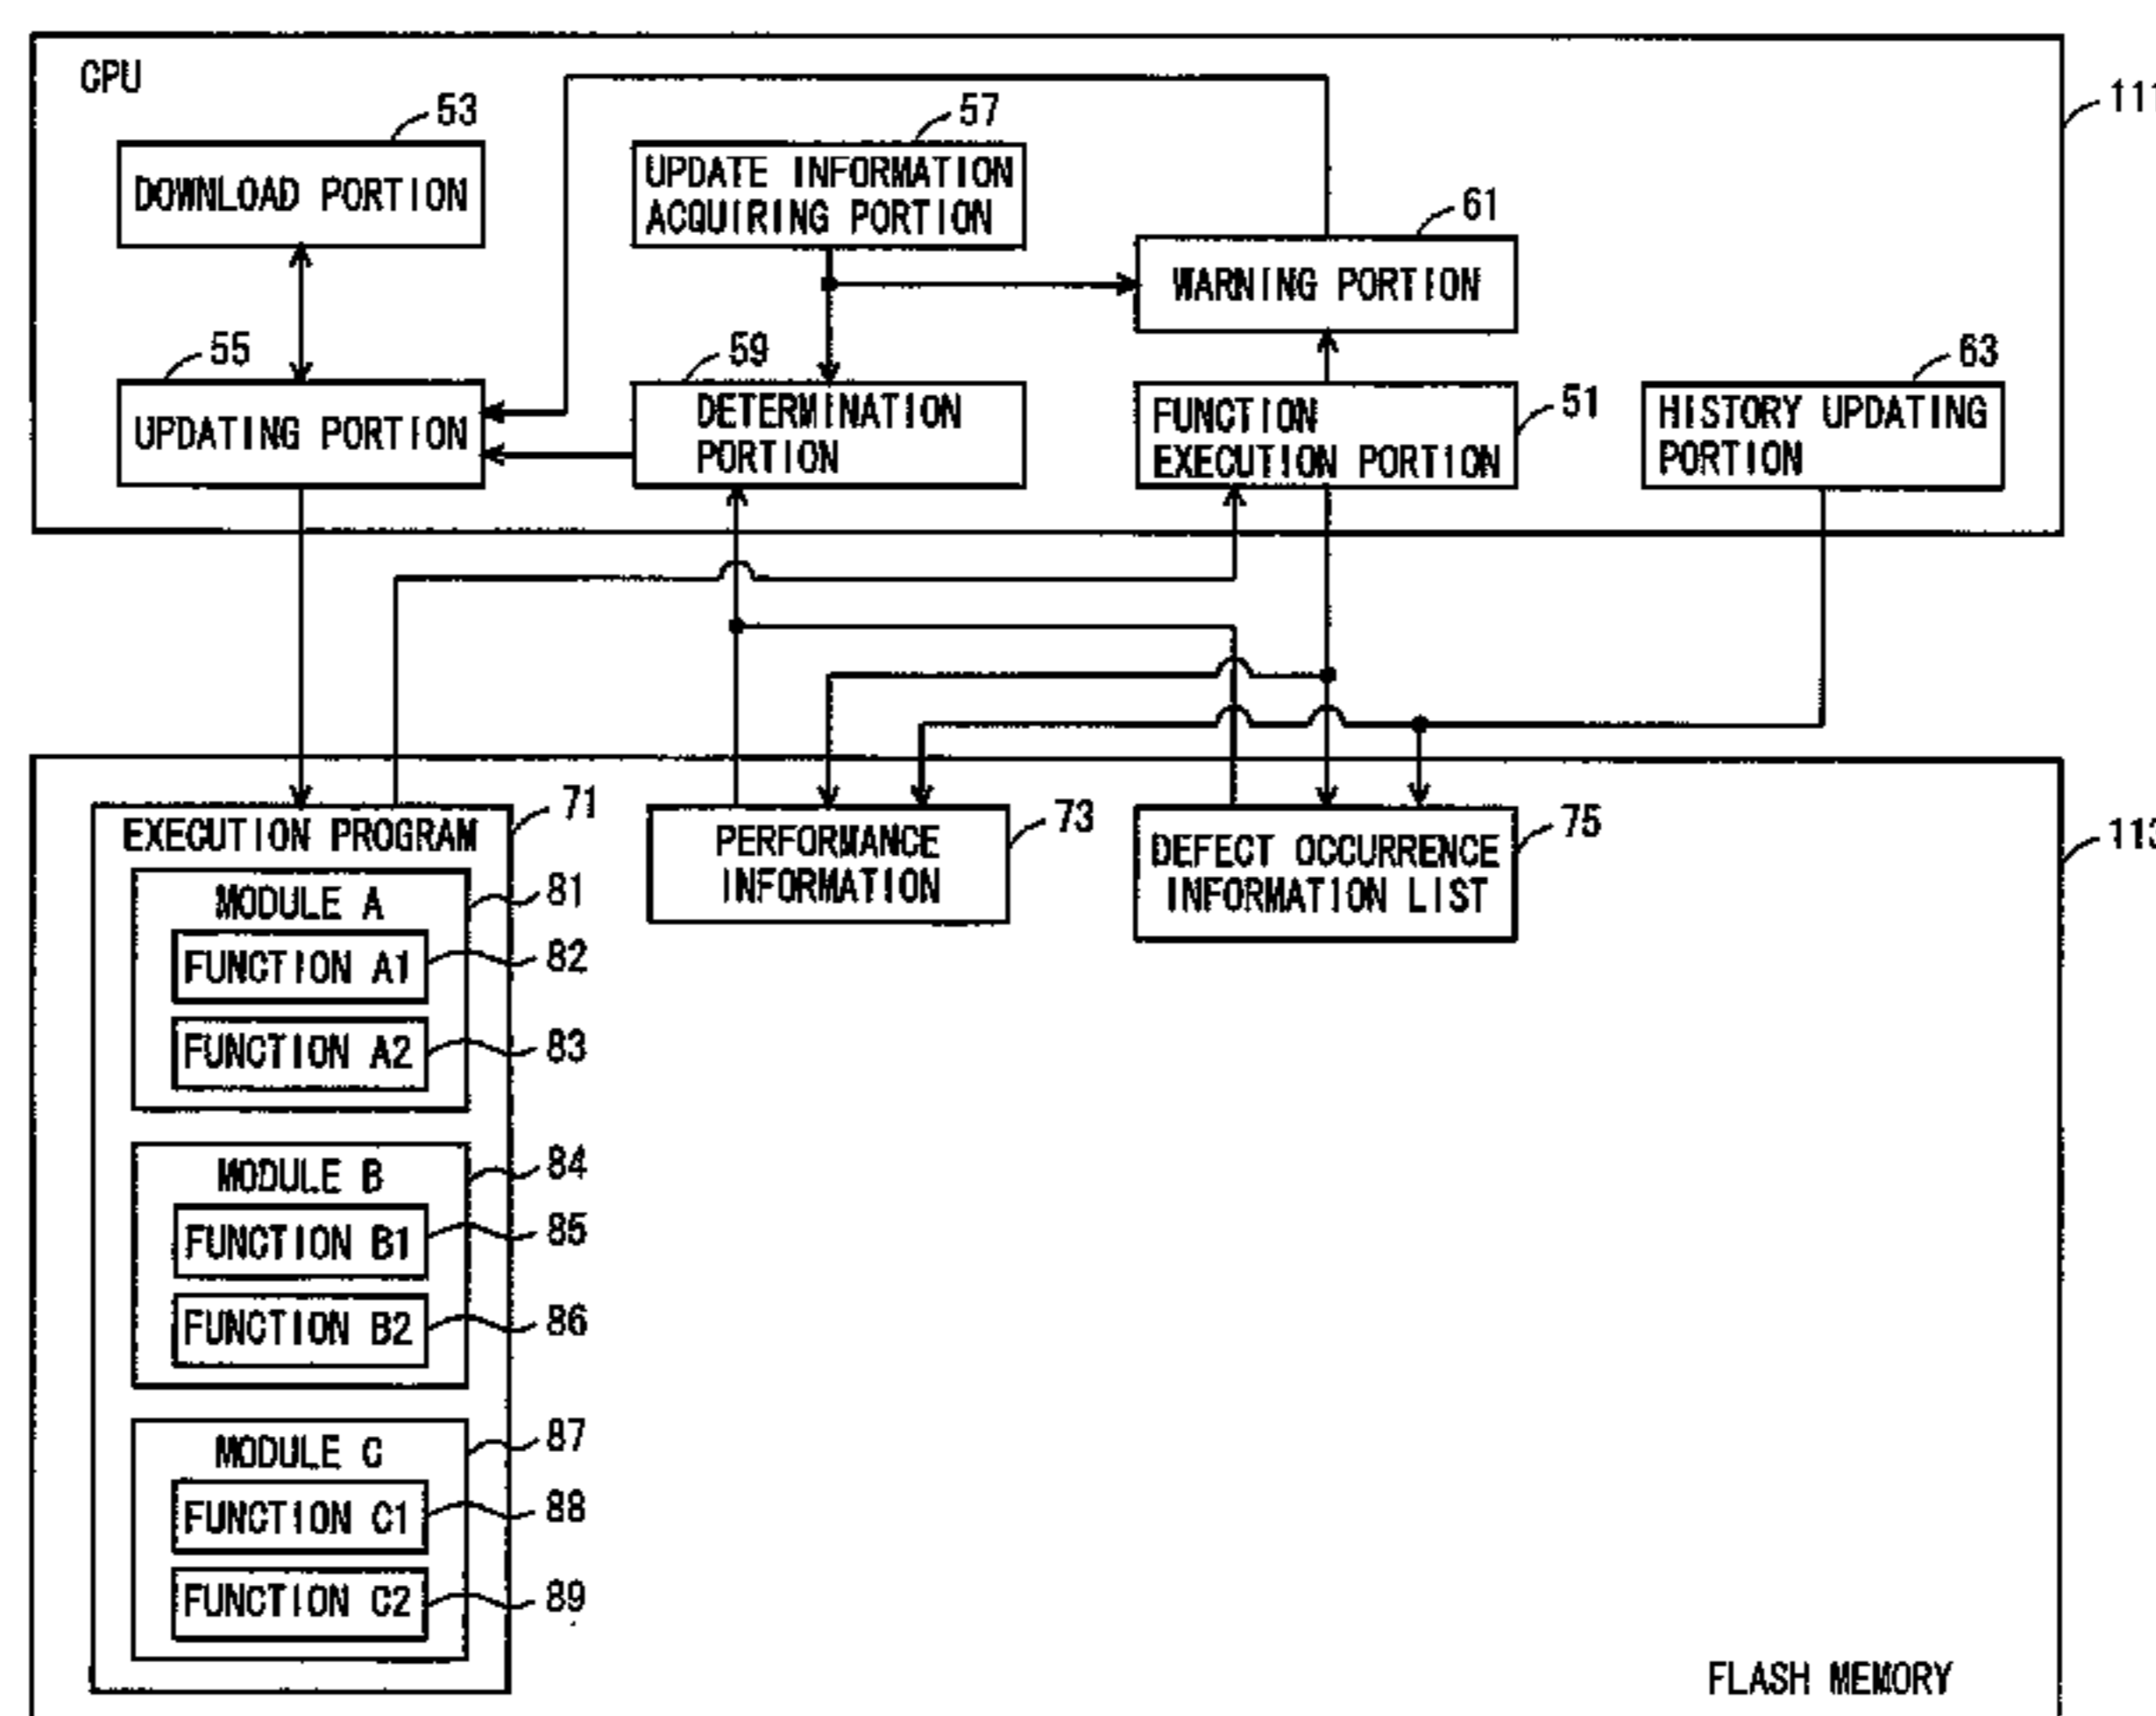 CPU
111
53
DOWNLOAD PORTION
57
UPDATE INFORMATION
ACQUIRING PORTION
61
WARNING PORTION
55
UPDATING PORTION
59
DETERMINATION
PORTION
51
FUNCTION
EXECUTION PORTION
63
HISTORY UPDATING
PORTION
71
EXECUTION PROGRAM
81
MODULE A
FUNCTION A1
82
FUNCTION A2
83
84
MODULE B
FUNCTION B1
85
FUNCTION B2
86
87
MODULE C
FUNCTION C1
88
FUNCTION C2
89
73
PERFORMANCE
INFORMATION
75
DEFECT OCCURRENCE
INFORMATION LIST
113
FLASH MEMORY